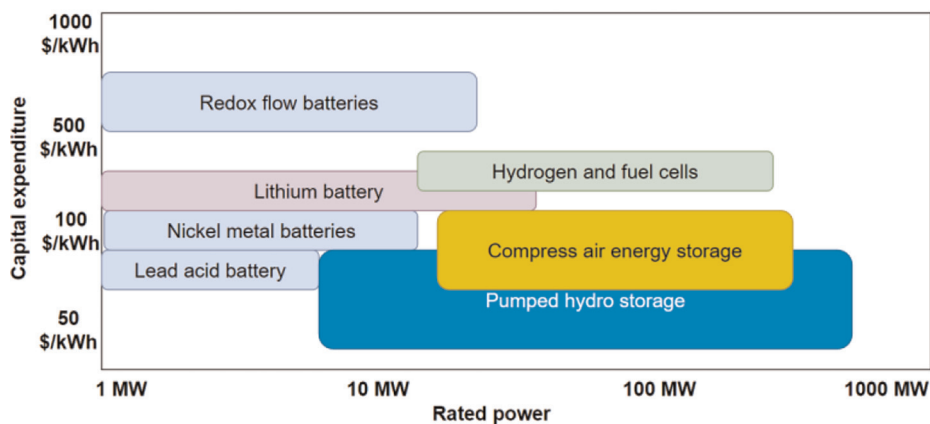 1000
$/kWh
Redox flow batteries
500
$/kWh
Hydrogen and fuel cells
Lithium battery
100
$/kWh
Nickel metal batteries
Compress air energy storage
Lead acid battery
Pumped hydro storage
50
$/kWh
Capital expenditure
1 MW
10 MW
100 MW
1000 MW
Rated power